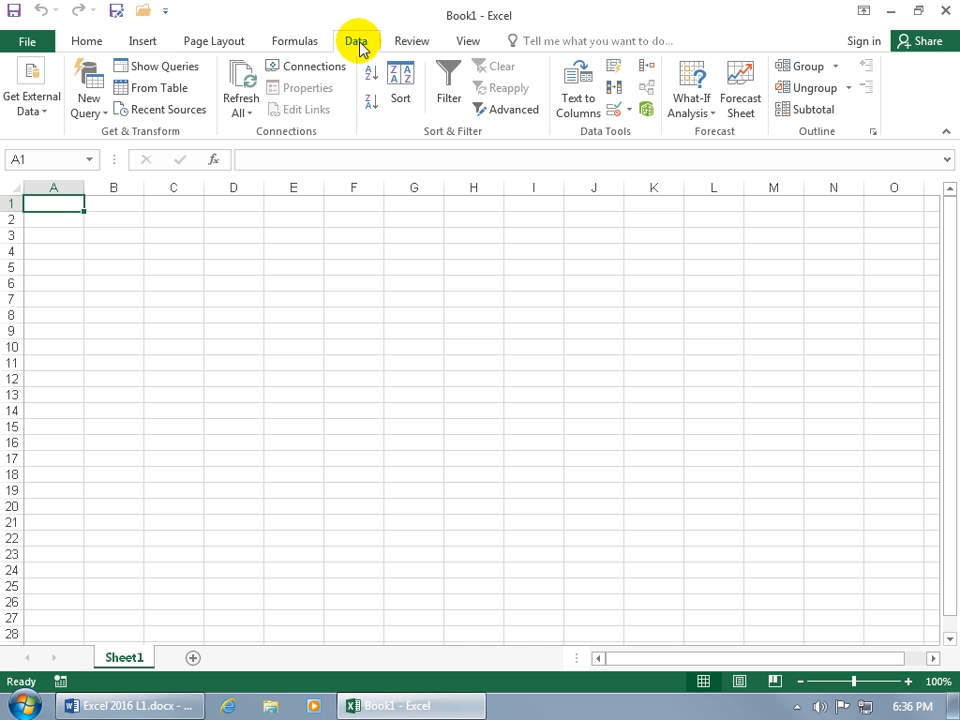 Book1 - Excel
File Home Insert Page Layout Formulas Data Review View Tell me what you want to do... Sign in Share
Get External Data
New Query
Show Queries
From Table
Recent Sources
Get & Transform
Refresh All
Connections
Properties
Edit Links
Connections
Sort
Filter
Clear
Reapply
Advanced
Sort & Filter
Text to Columns
Data Tools
What-If Analysis
Forecast Sheet
Forecast
Group
Ungroup
Subtotal
Outline
A1
fx
A B C D E F G H I J K L M N O
1
2
3
4
5
6
7
8
9
10
11
12
13
14
15
16
17
18
19
20
21
22
23
24
25
26
27
28
Sheet1
Ready
100%
Excel 2016 L1.docx - ...
Book1 - Excel
6:36 PM